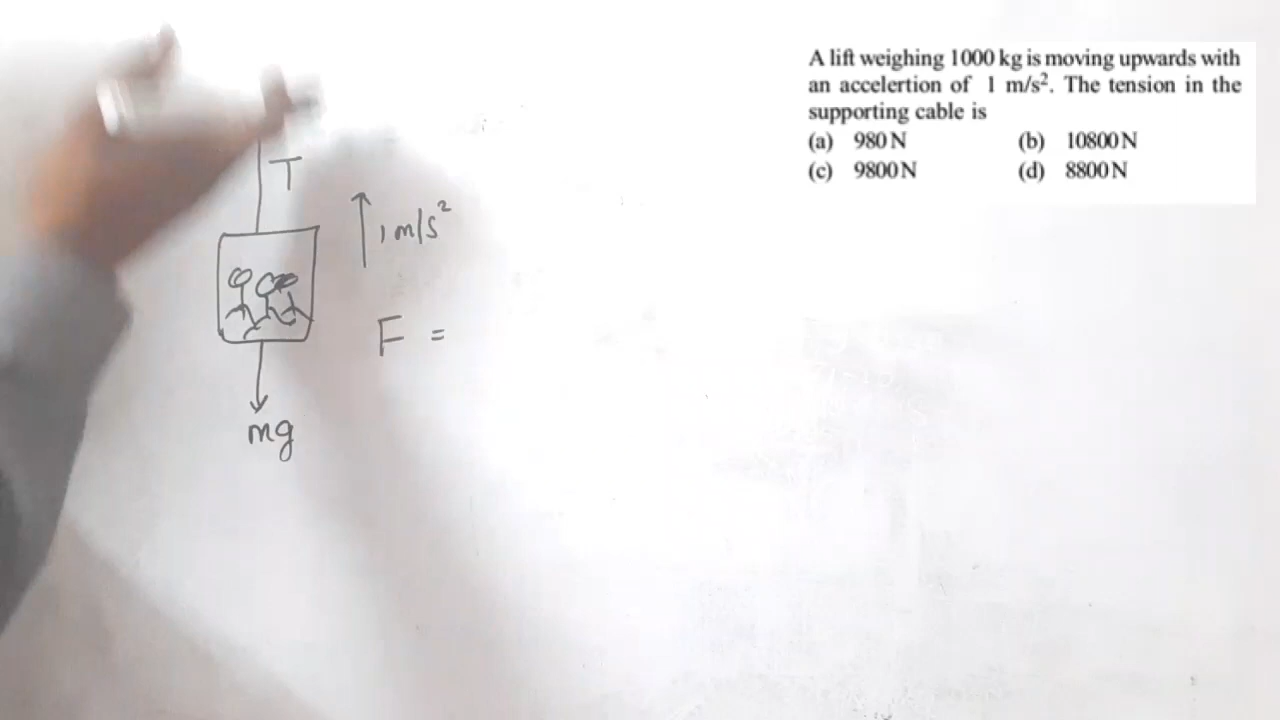 A lift weighing 1000 kg is moving upwards with
an accelertion of 1 m/s². The tension in the
supporting cable is
(a) 980 N (b) 10800 N
(c) 9800 N (d) 8800 N
T
1 m/s²
F =
mg